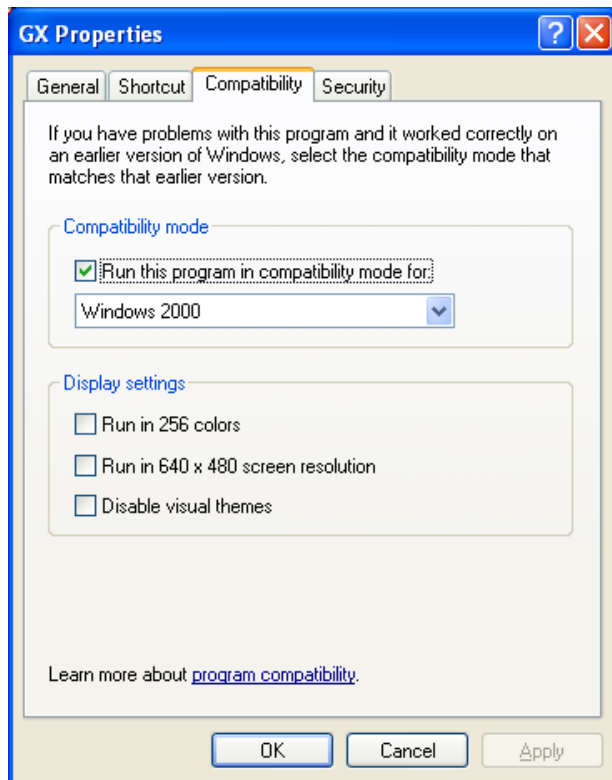 GX Properties
General Shortcut Compatibility Security
If you have problems with this program and it worked correctly on
an earlier version of Windows, select the compatibility mode that
matches that earlier version.
Compatibility mode
Run this program in compatibility mode for:
Windows 2000
Display settings
Run in 256 colors
Run in 640 x 480 screen resolution
Disable visual themes
Learn more about program compatibility.
OK Cancel Apply